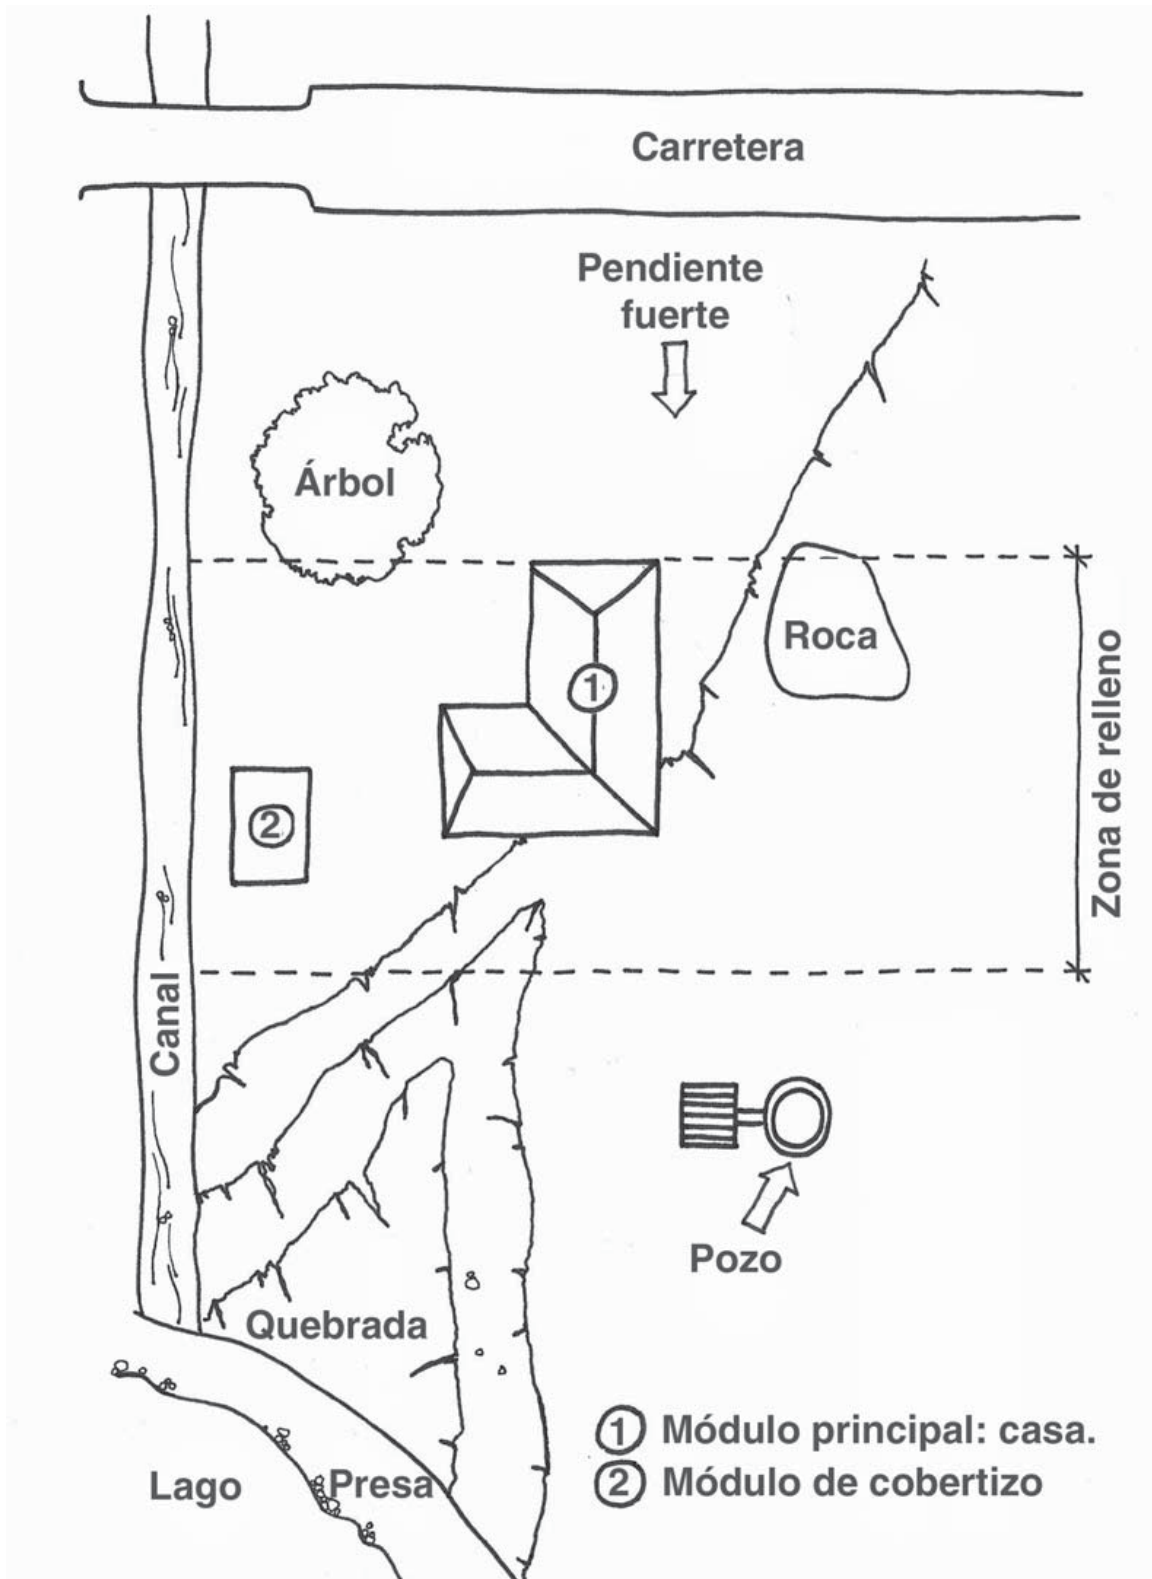 Carretera
Pendiente
fuerte
Árbol
Roca
1
Zona de relleno
2
Canal
Pozo
Quebrada
1 Módulo principal: casa.
2 Módulo de cobertizo
Lago
Presa